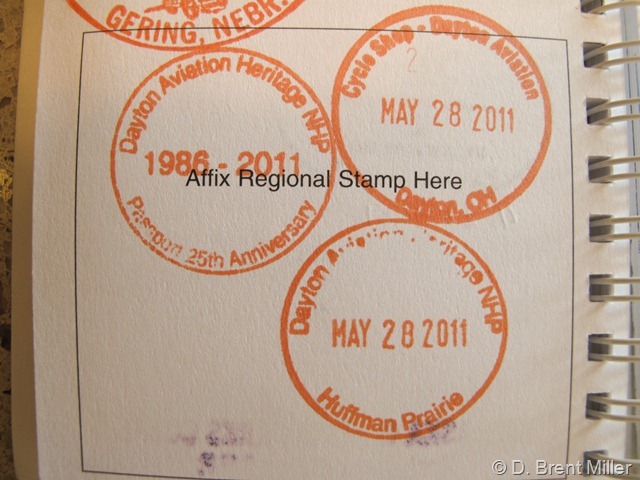 GERING, NEBR.
Dayton Aviation Heritage NHP
1986 - 2011
Passport 25th Anniversary
Cycle Shop - Dayton Aviation
2
MAY 28 2011
Dayton, OH
Affix Regional Stamp Here
Dayton Aviation Heritage NHP
MAY 28 2011
Huffman Prairie
© D. Brent Miller